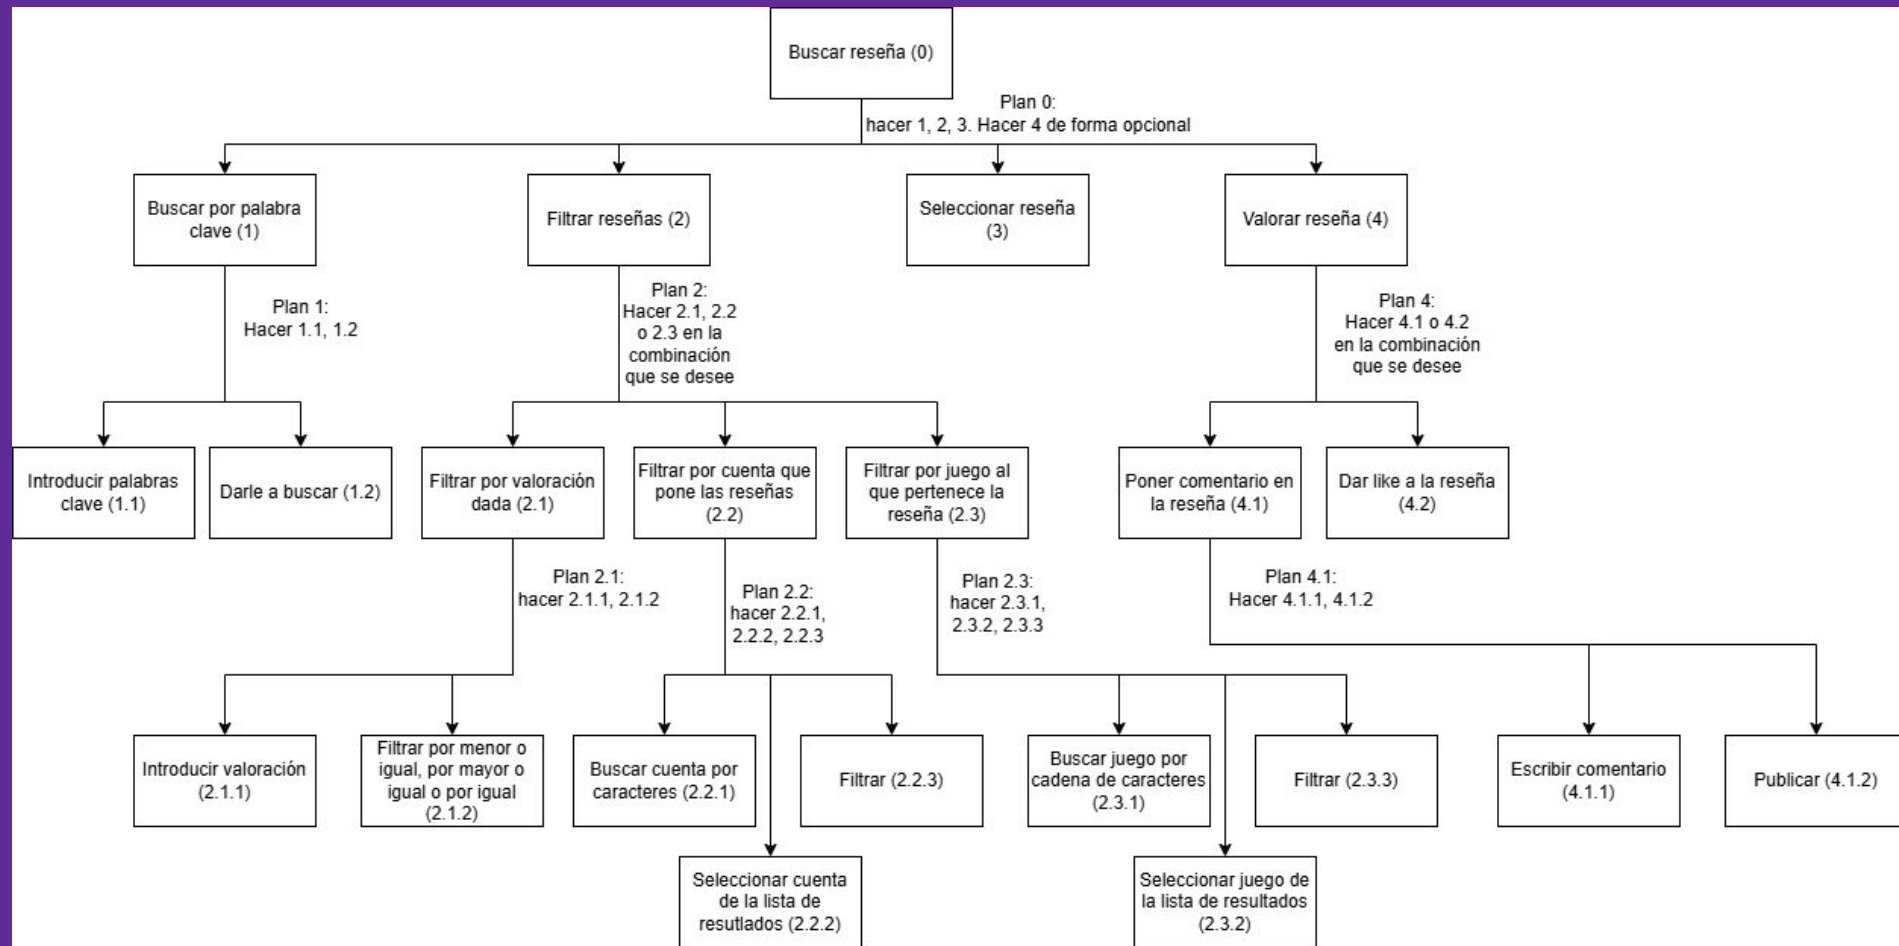 Buscar reseña (0)
Plan 0:
hacer 1, 2, 3. Hacer 4 de forma opcional
Buscar por palabra
clave (1)
Filtrar reseñas (2)
Seleccionar reseña
(3)
Valorar reseña (4)
Plan 1:
Hacer 1.1, 1.2
Plan 2:
Hacer 2.1, 2.2
o 2.3 en la
combinación
que se desee
Plan 4:
Hacer 4.1 o 4.2
en la combinación
que se desee
Introducir palabras
clave (1.1)
Darle a buscar (1.2)
Filtrar por valoración
dada (2.1)
Filtrar por cuenta que
pone las reseñas
(2.2)
Filtrar por juego al
que pertenece la
reseña (2.3)
Poner comentario en
la reseña (4.1)
Dar like a la reseña
(4.2)
Plan 2.1:
hacer 2.1.1, 2.1.2
Plan 2.2:
hacer 2.2.1,
2.2.2, 2.2.3
Plan 2.3:
hacer 2.3.1,
2.3.2, 2.3.3
Plan 4.1:
Hacer 4.1.1, 4.1.2
Introducir valoración
(2.1.1)
Filtrar por menor o
igual, por mayor o
igual o por igual
(2.1.2)
Buscar cuenta por
caracteres (2.2.1)
Filtrar (2.2.3)
Buscar juego por
cadena de caracteres
(2.3.1)
Filtrar (2.3.3)
Escribir comentario
(4.1.1)
Publicar (4.1.2)
Seleccionar cuenta
de la lista de
resutlados (2.2.2)
Seleccionar juego de
la lista de resultados
(2.3.2)